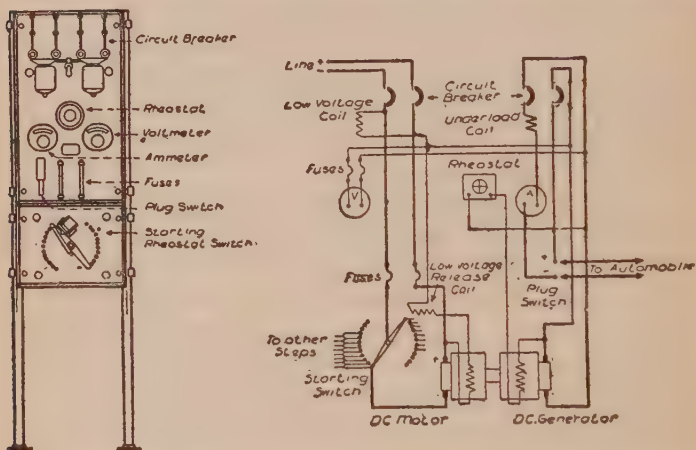 Circuit Breaker
Rheostat
Voltmeter
Ammeter
Fuses
Plug Switch
Starting
Rheostat Switch
Line
+
-
Low Voltage
Coil
Circuit
Breaker
Underload
Coil
Rheostat
Fuses
V
A
+
-
To Automobile
Plug
Switch
Fuses
Low Voltage
Release
Coil
To other
Steps
Starting
Switch
+
DC Motor
DC. Generator